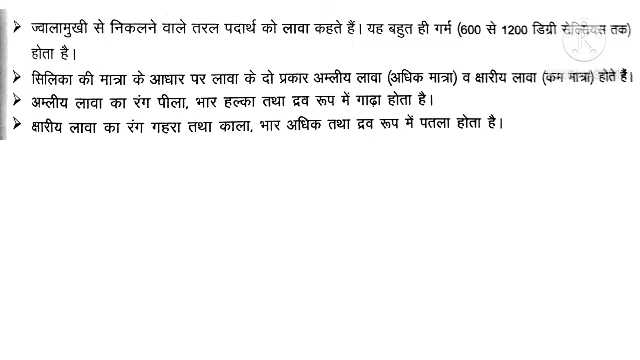 ➤ ज्वालामुखी से निकलने वाले तरल पदार्थ को लावा कहते हैं। यह बहुत ही गर्म (600 से 1200 डिग्री सेल्सियस तक)
होता है।
➤ सिलिका की मात्रा के आधार पर लावा के दो प्रकार अम्लीय लावा (अधिक मात्रा) व क्षारीय लावा (कम मात्रा) होते हैं।
➤ अम्लीय लावा का रंग पीला, भार हल्का तथा द्रव रूप में गाढ़ा होता है।
➤ क्षारीय लावा का रंग गहरा तथा काला, भार अधिक तथा द्रव रूप में पतला होता है।